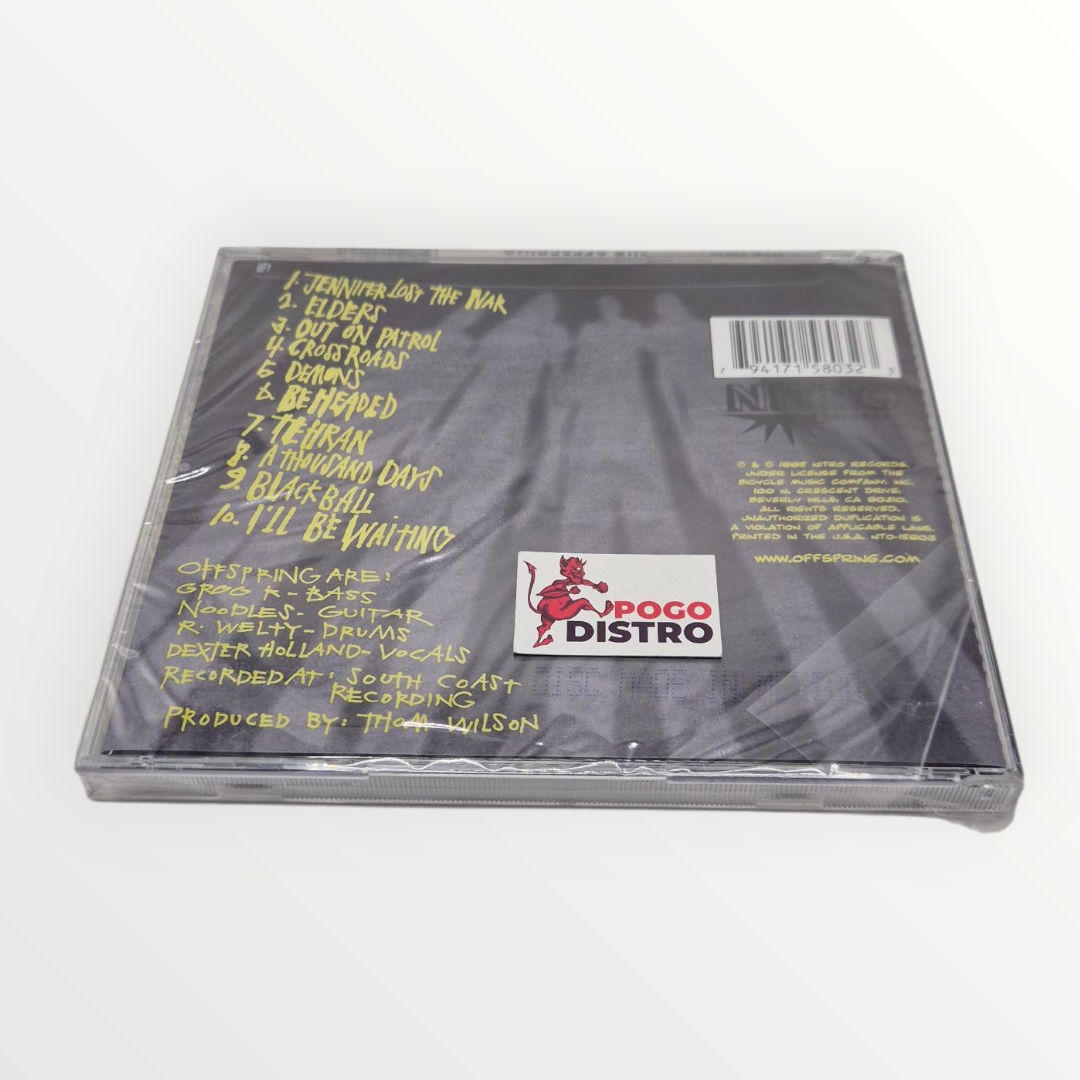 1. JENNIFER LOST THE WAR
2. ELDERS
3. OUT ON PATROL
4. CROSSROADS
5 DEMONS
6 BEHEADED
7. TEHRAN
8. A THOUSAND DAYS
9. BLACKBALL
10. I'LL BE WAITING
OFFSPRING ARE:
GREG K - BASS
NOODLES - GUITAR
R. WELTY - DRUMS
DEXTER HOLLAND - VOCALS
RECORDED AT: SOUTH COAST
RECORDING
PRODUCED BY: THOM WILSON
7 94171 58032 3
NITRO
℗ & © 1995 NITRO RECORDS.
UNDER LICENSE FROM THE
BICYCLE MUSIC COMPANY, INC.
100 N. CRESCENT DRIVE,
BEVERLY HILLS, CA 90210.
ALL RIGHTS RESERVED.
UNAUTHORIZED DUPLICATION IS
A VIOLATION OF APPLICABLE LAWS.
PRINTED IN THE U.S.A. NTO-15803
WWW.OFFSPRING.COM
POGO
DISTRO